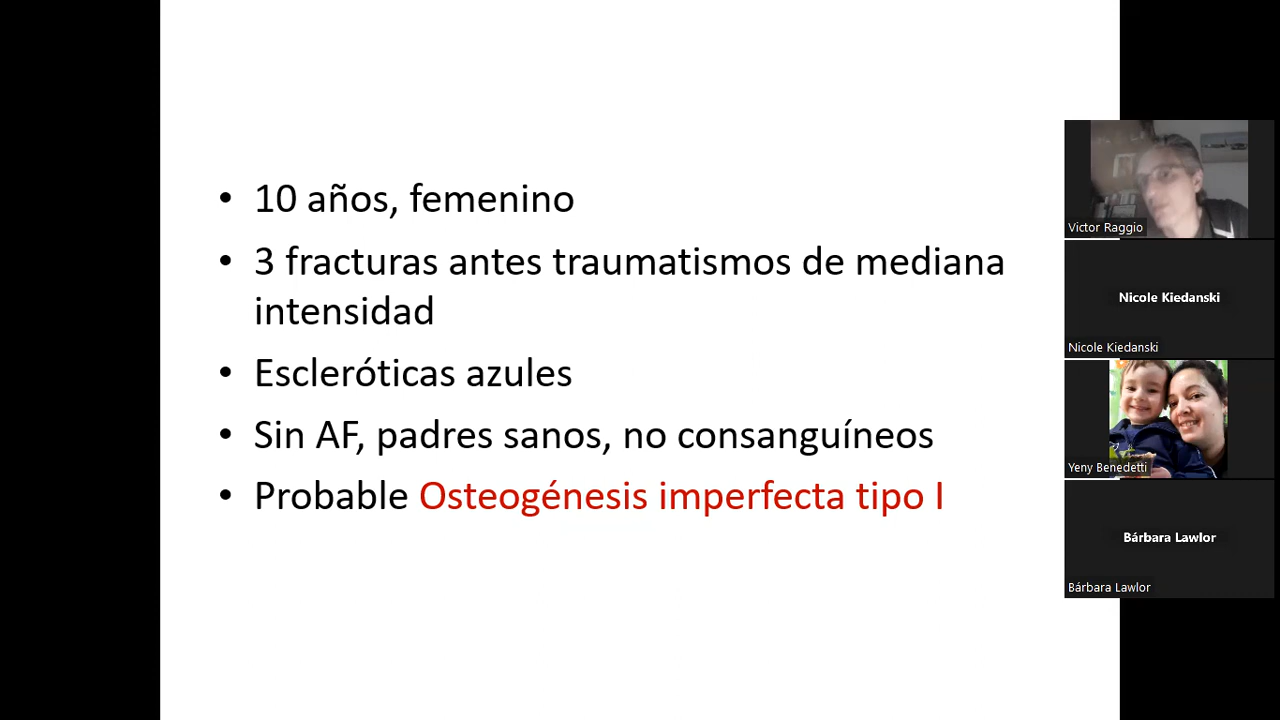 • 10 años, femenino
• 3 fracturas antes traumatismos de mediana
intensidad
• Escleróticas azules
• Sin AF, padres sanos, no consanguíneos
• Probable Osteogénesis imperfecta tipo I
Victor Raggio
Nicole Kiedanski
Nicole Kiedanski
Yeny Benedetti
Bárbara Lawlor
Bárbara Lawlor